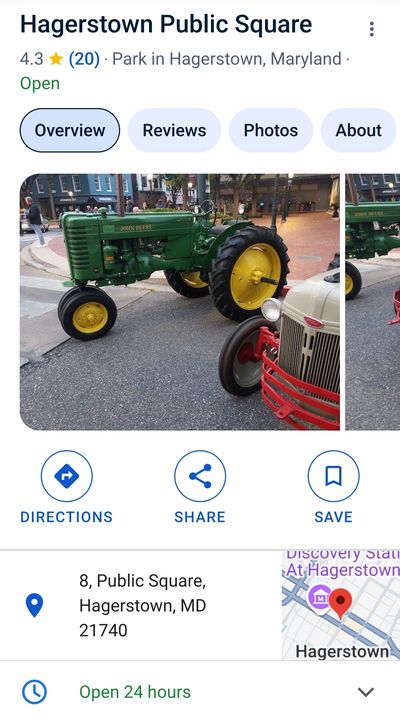 Hagerstown Public Square
4.3 ★ (20) · Park in Hagerstown, Maryland ·
Open
Overview
Reviews
Photos
About
JOHN DEERE
DIRECTIONS
SHARE
SAVE
8, Public Square,
Hagerstown, MD
21740
Discovery Stati
At Hagerstown
Hagerstown
Open 24 hours